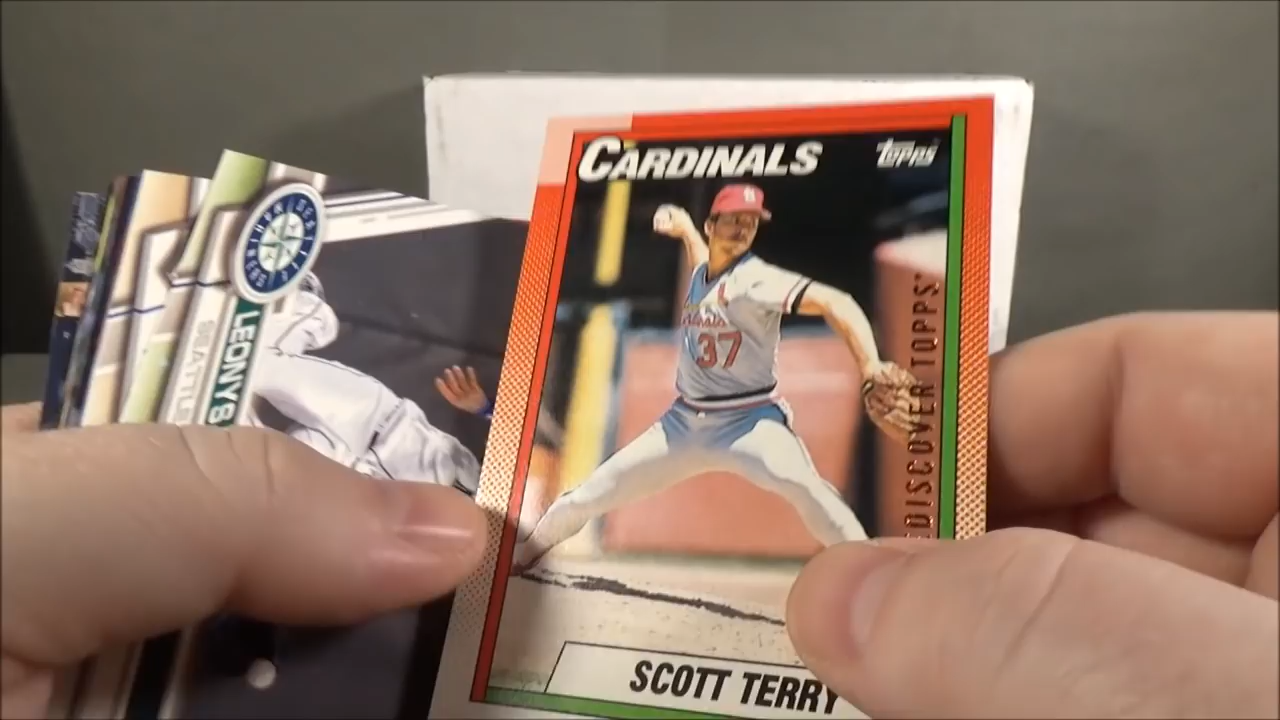 CARDINALS
TOPPS
37
DISCOVER TOPPS
SCOTT TERRY
SEATTLE
LEONYS